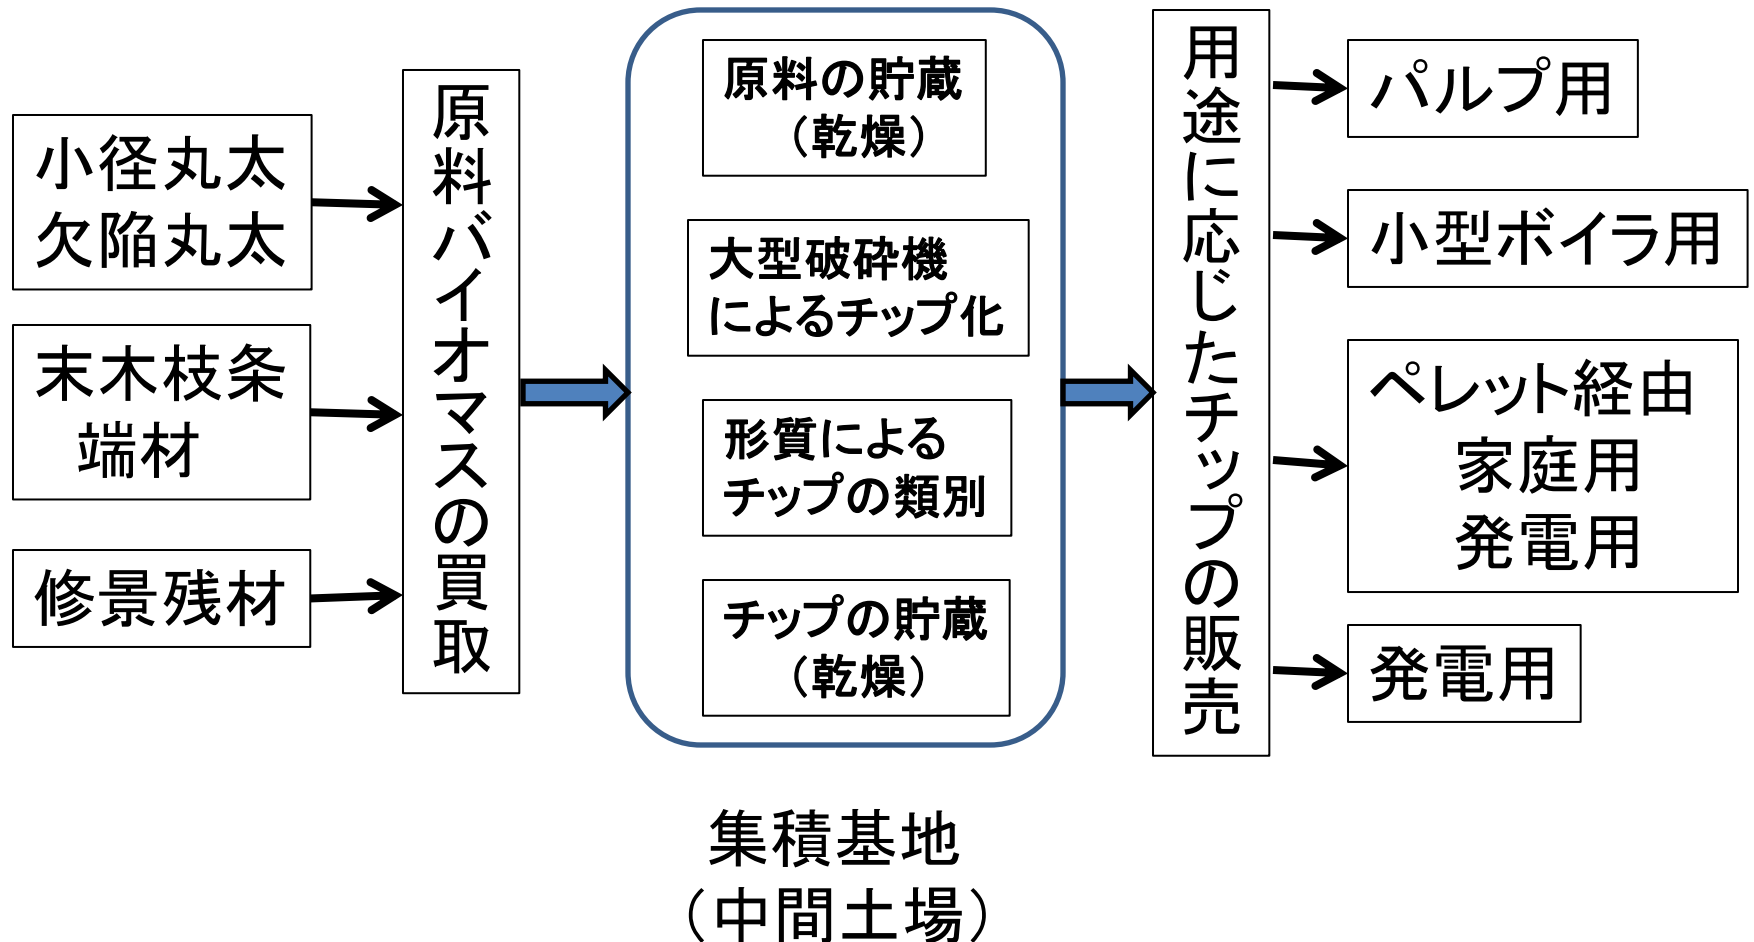 小径丸太
欠陥丸太
末木枝条
端材
修景残材
原料バイオマスの買取
原料の貯蔵
（乾燥）
大型破砕機
によるチップ化
形質による
チップの類別
チップの貯蔵
（乾燥）
集積基地
（中間土場）
用途に応じたチップの販売
パルプ用
小型ボイラ用
ペレット経由
家庭用
発電用
発電用